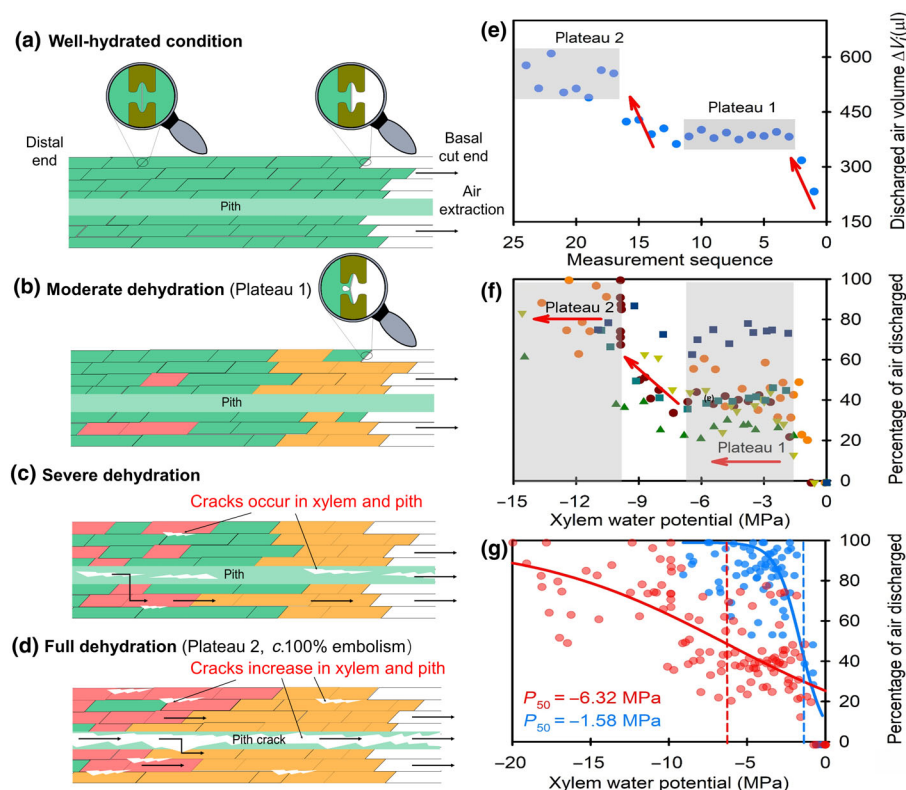 (a) Well-hydrated condition
Distal
end
Basal
cut end
Air
extraction
Pith
(b) Moderate dehydration (Plateau 1)
Pith
(c) Severe dehydration
Cracks occur in xylem and pith
Pith
(d) Full dehydration (Plateau 2, c.100% embolism)
Cracks increase in xylem and pith
Pith crack
(e)
Plateau 2
Plateau 1
600
450
300
150
25 20 15 10 5 0
Measurement sequence
Discharged air volume ΔVi(μl)
(f)
Plateau 2
(g)
Plateau 1
100
80
60
40
20
0
−15 −12 −9 −6 −3 0
Xylem water potential (MPa)
Percentage of air discharged
(g)
P50 = −6.32 MPa
P50 = −1.58 MPa
100
80
60
40
20
0
−20 −15 −10 −5 0
Xylem water potential (MPa)
Percentage of air discharged